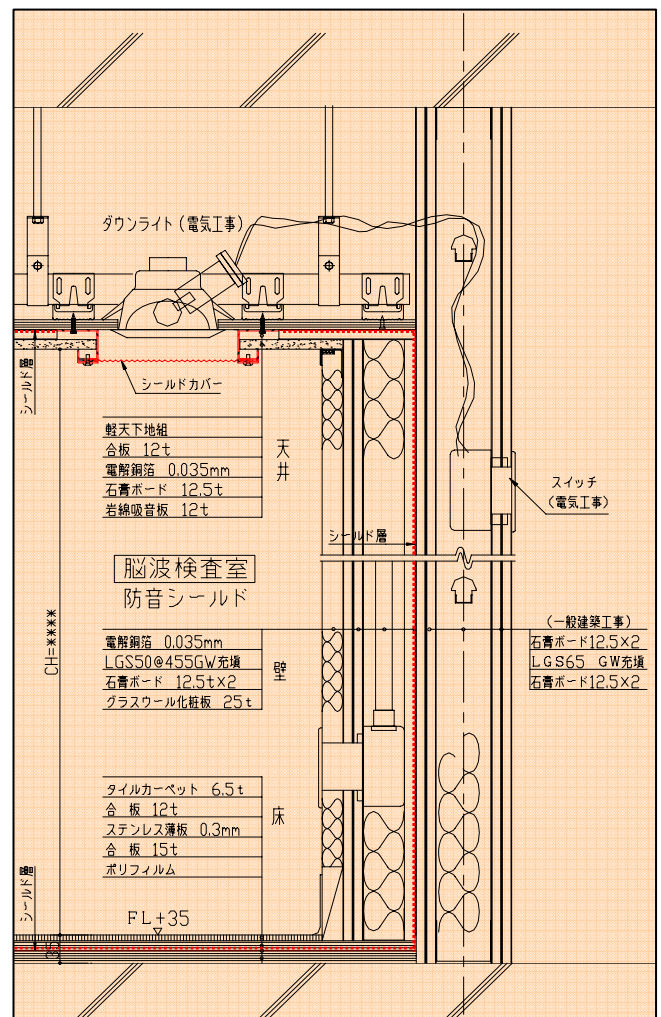 ダウンライト(電気工事)
シールド層
シールドカバー
軽天下地組
合板 12t
電解銅箔 0.035mm
石膏ボード 12.5t
岩綿吸音板 12t
天井
スイッチ
(電気工事)
シールド層
脳波検査室
防音シールド
CH=****
(一般建築工事)
石膏ボード12.5×2
LGS65 GW充填
石膏ボード12.5×2
電解銅箔 0.035mm
LGS50@455GW充填
石膏ボード 12.5t×2
グラスウール化粧板 25t
壁
タイルカーペット 6.5t
合 板 12t
ステンレス薄板 0.3mm
合 板 15t
ポリフィルム
床
シールド層
FL+35
35